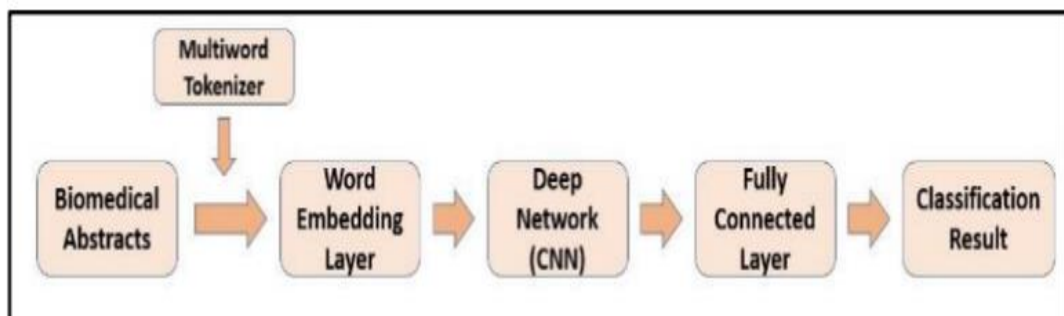 Multiword
Tokenizer
Biomedical
Abstracts
Word
Embedding
Layer
Deep
Network
(CNN)
Fully
Connected
Layer
Classification
Result